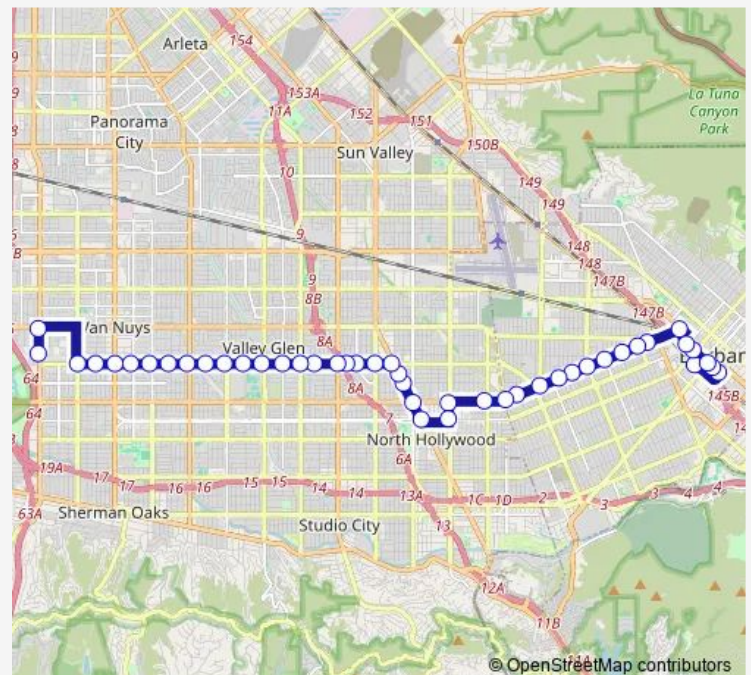 Arleta
154
153A
152
151
11A
150B
La Tuna
Canyon
Park
Panorama
City
Sun Valley
10
149
149
9
148
148
147B
9
8B
147B
Van Nuys
Valley Glen
8A
8A
64
64
7
145B
North Hollywood
6A
19A
17
17
16
16
15
15
14
14
13A
1C
1D
2
3
3
4
4
63A
Sherman Oaks
Studio City
13
12A
11B
© OpenStreetMap contributors